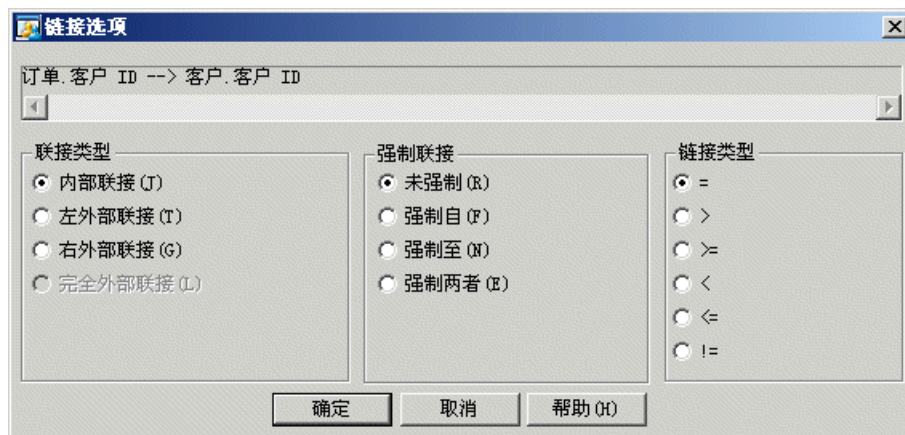 链接选项
订单.客户 ID --> 客户.客户 ID
联接类型
内部联接(J)
左外部联接(T)
右外部联接(G)
完全外部联接(L)
强制联接
未强制(R)
强制自(F)
强制至(N)
强制两者(E)
链接类型
=
>
>=
<
<=
!=
确定 取消 帮助(H)